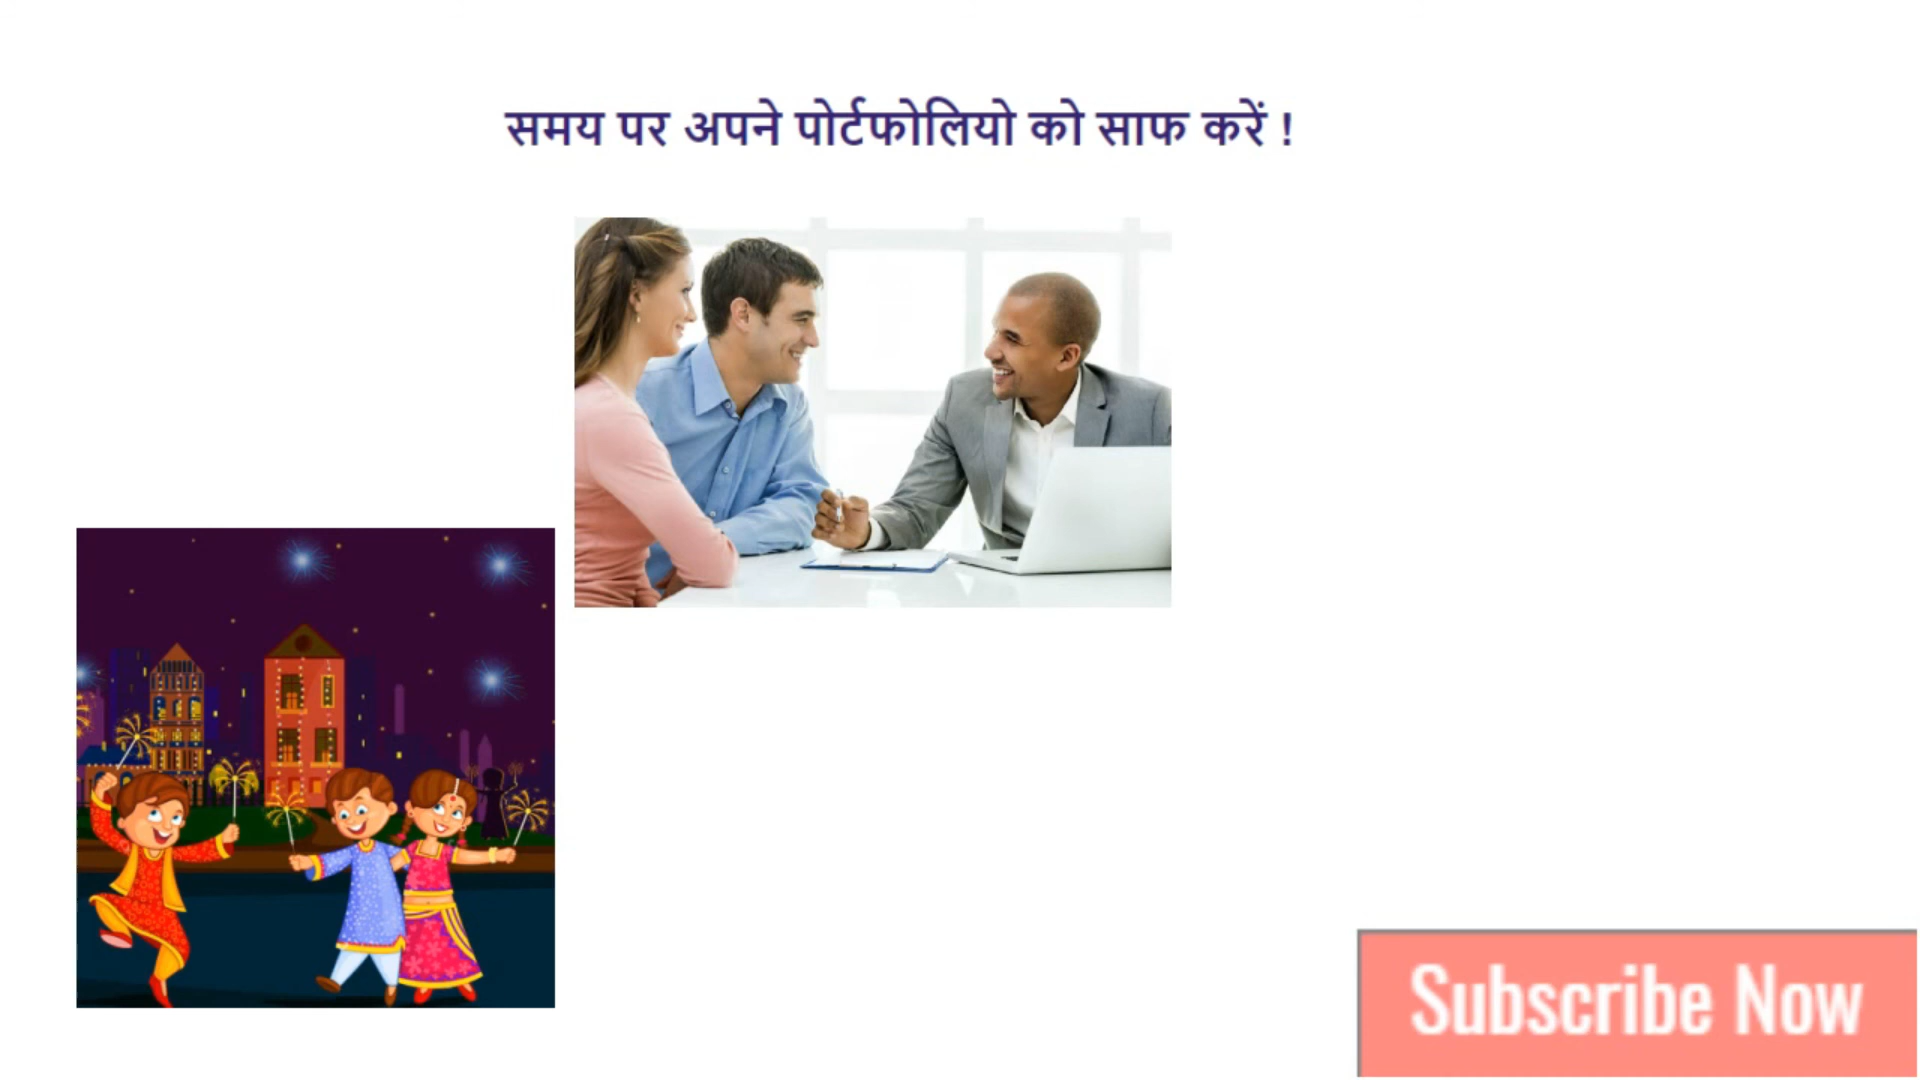 समय पर अपने पोर्टफोलियो को साफ करें !
Subscribe Now